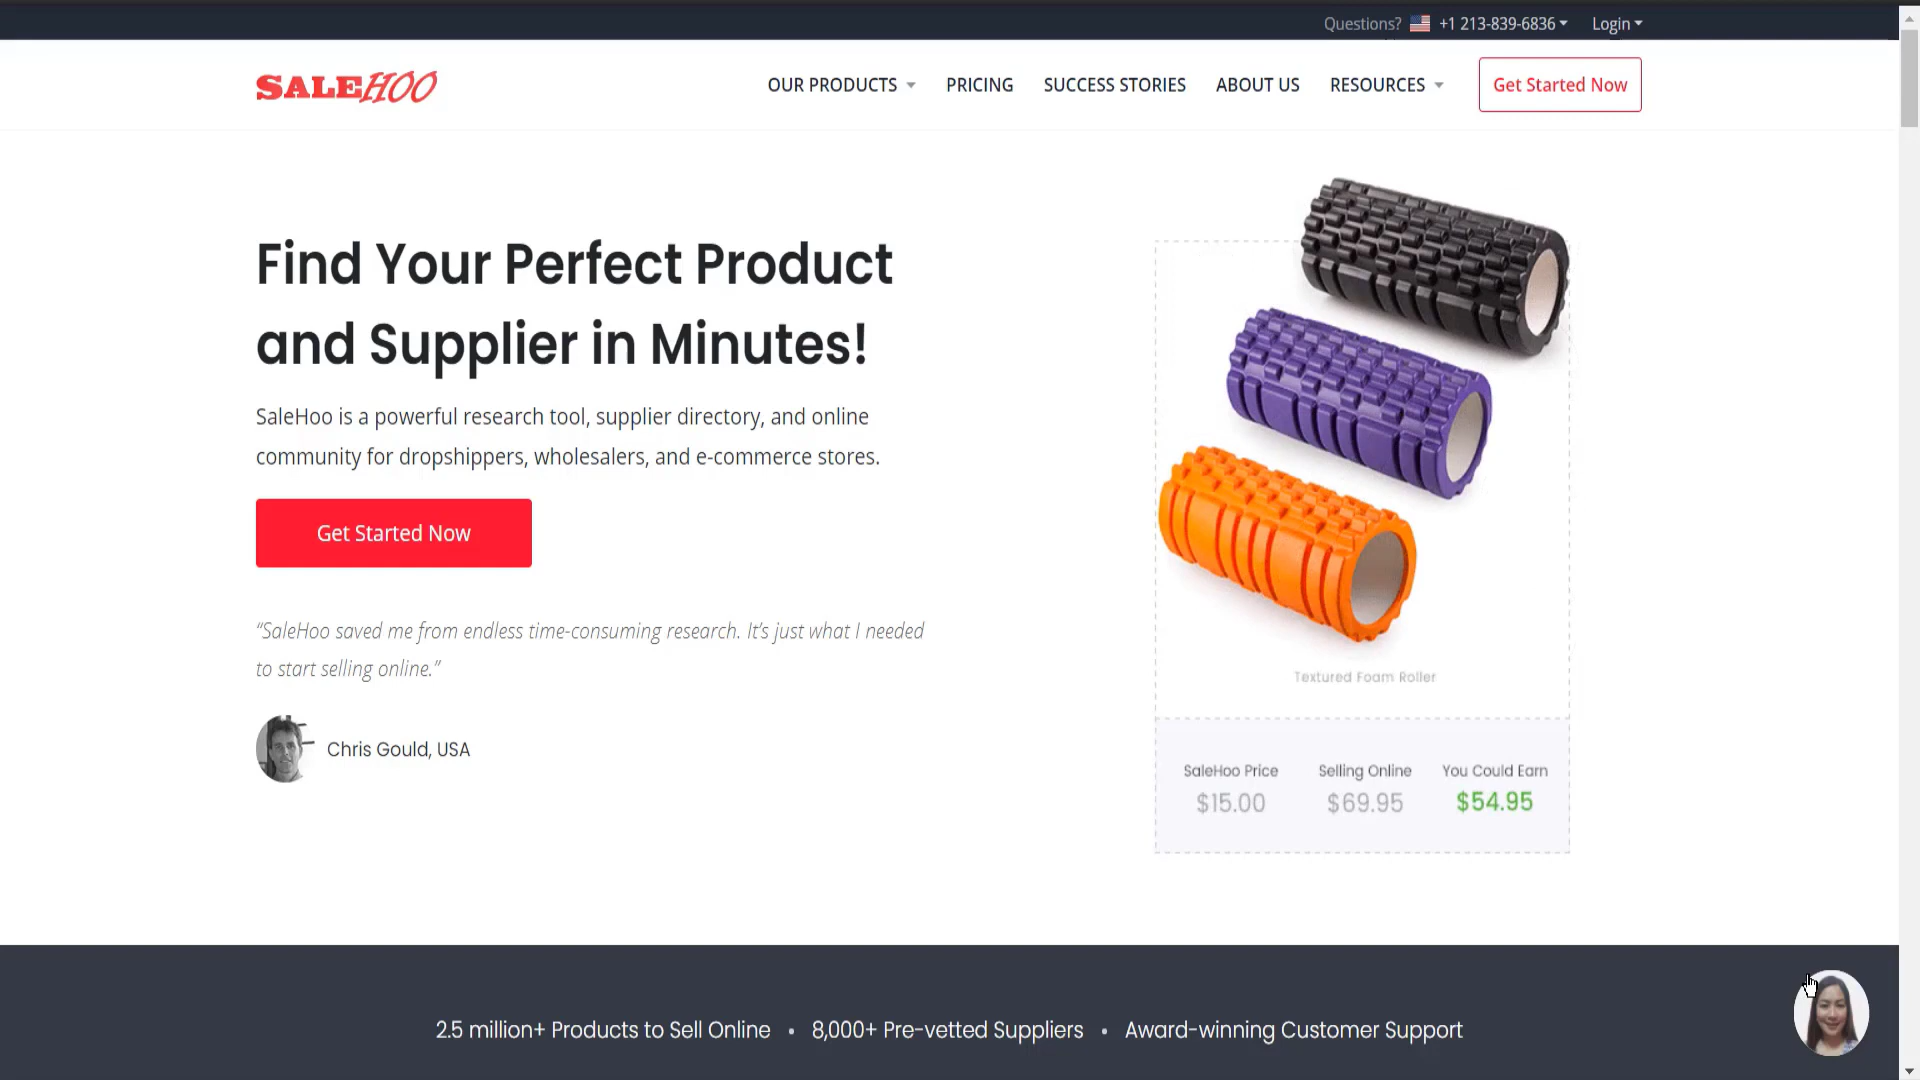 Questions? +1 213-839-6836 Login
SALEHOO
OUR PRODUCTS PRICING SUCCESS STORIES ABOUT US RESOURCES Get Started Now
Find Your Perfect Product
and Supplier in Minutes!
SaleHoo is a powerful research tool, supplier directory, and online
community for dropshippers, wholesalers, and e-commerce stores.
Get Started Now
“SaleHoo saved me from endless time-consuming research. It’s just what I needed
to start selling online.”
Chris Gould, USA
Textured Foam Roller
SaleHoo Price Selling Online You Could Earn
$15.00 $69.95 $54.95
2.5 million+ Products to Sell Online • 8,000+ Pre-vetted Suppliers • Award-winning Customer Support